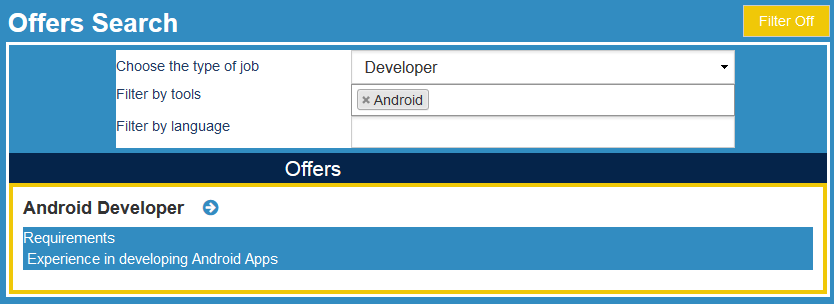 Offers Search
Filter Off
Choose the type of job
Developer
Filter by tools
× Android
Filter by language
Offers
Android Developer
Requirements
Experience in developing Android Apps